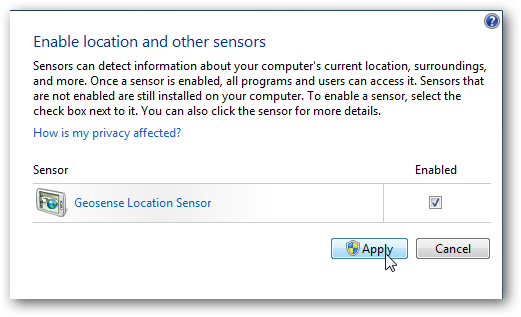 ?
Enable location and other sensors
Sensors can detect information about your computer's current location, surroundings,
and more. Once a sensor is enabled, all programs and users can access it. Sensors that
are not enabled are still installed on your computer. To enable a sensor, select the
check box next to it. You can also click the sensor for more details.
How is my privacy affected?
Sensor Enabled
Geosense Location Sensor
Apply Cancel